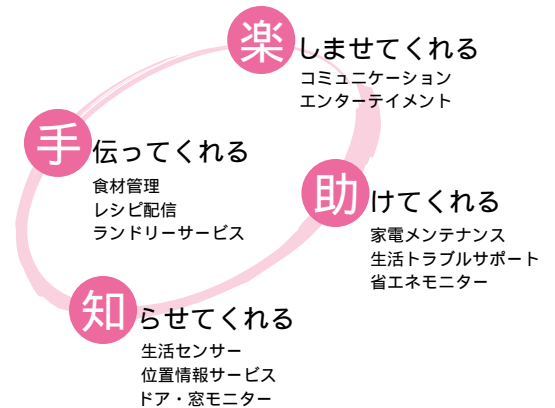 楽しませてくれる
コミュニケーション
エンターテイメント
手伝ってくれる
食材管理
レシピ配信
ランドリーサービス
助けてくれる
家電メンテナンス
生活トラブルサポート
省エネモニター
知らせてくれる
生活センサー
位置情報サービス
ドア・窓モニター